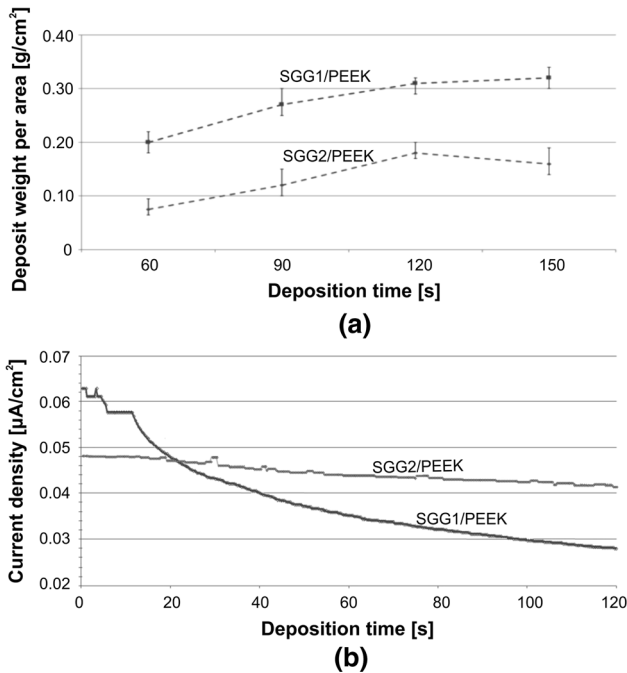 Deposit weight per area [g/cm²]
0.40
0.30
0.20
0.10
0
SGG1/PEEK
SGG2/PEEK
60 90 120 150
Deposition time [s]
(a)
Current density [µA/cm²]
0.07
0.06
0.05
0.04
0.03
0.02
SGG2/PEEK
SGG1/PEEK
0 20 40 60 80 100 120
Deposition time [s]
(b)